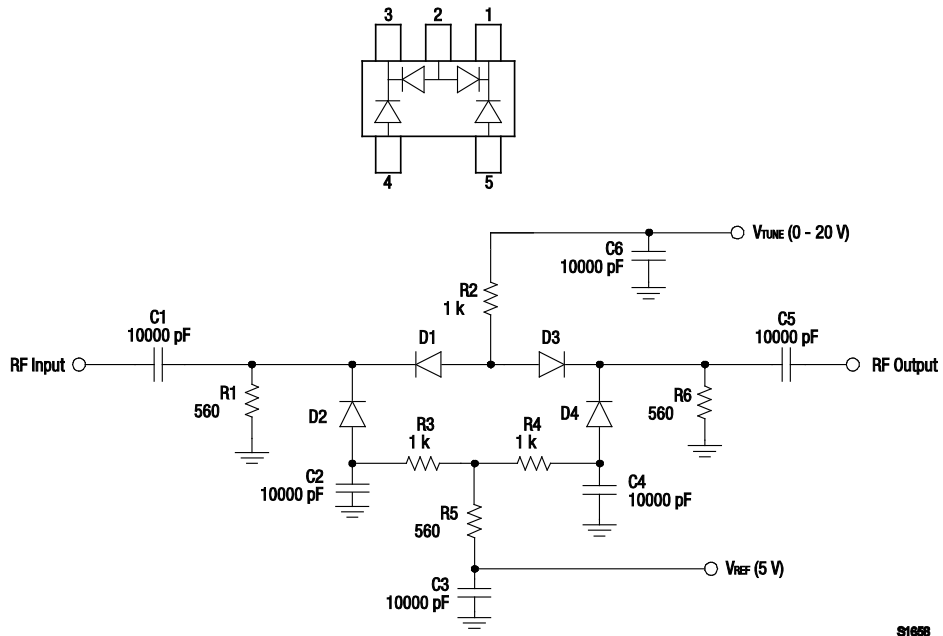 3 2 1
4 5
VTUNE (0 - 20 V)
C6
10000 pF
R2
1 k
C1
10000 pF
D1
D3
C5
10000 pF
RF Input
RF Output
R1
560
D2
R3
1 k
R4
1 k
D4
R6
560
C2
10000 pF
C4
10000 pF
R5
560
VREF (5 V)
C3
10000 pF
S1658